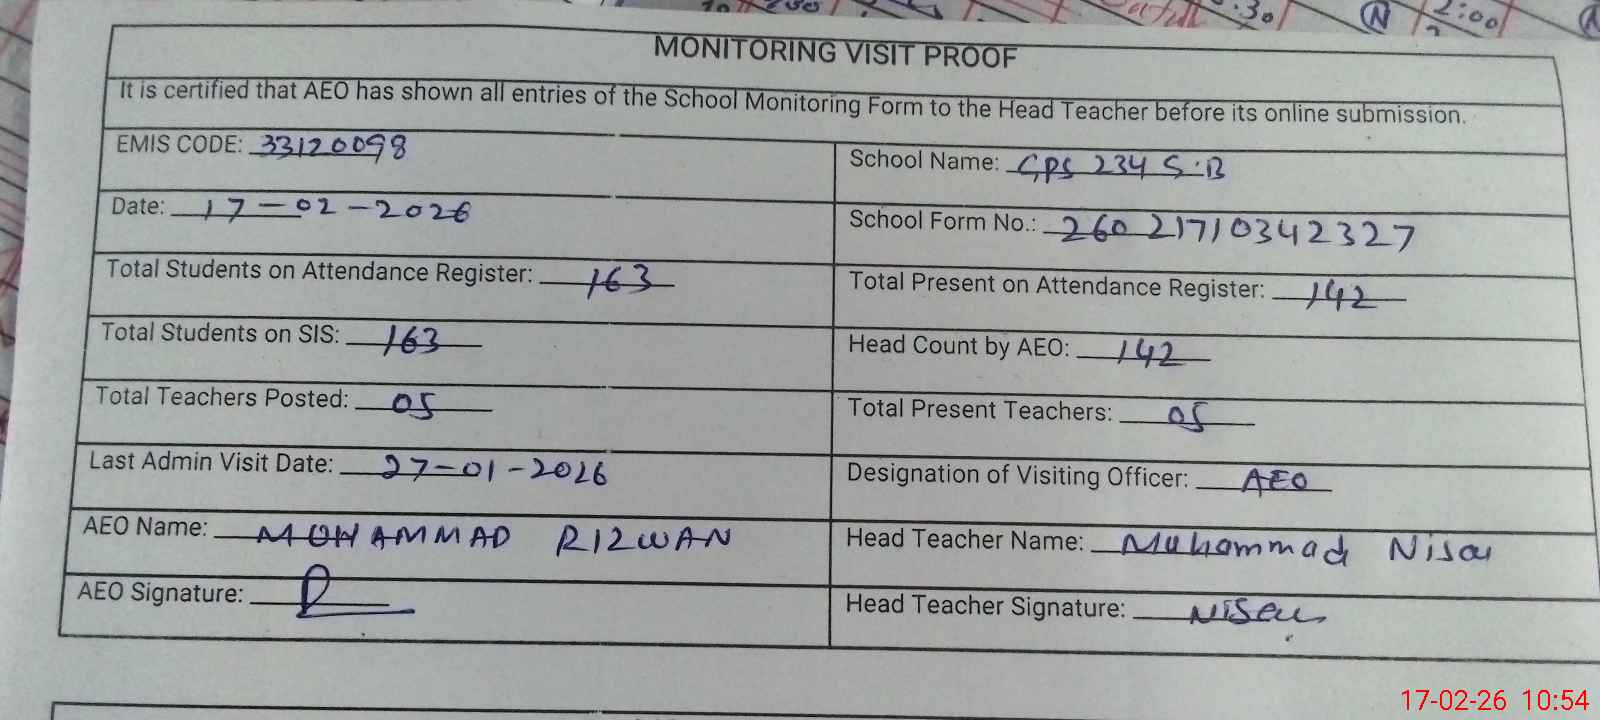 MONITORING VISIT PROOF
It is certified that AEO has shown all entries of the School Monitoring Form to the Head Teacher before its online submission.
EMIS CODE: 33120098
School Name: GPS 234 S.B
Date: 17-02-2026
School Form No.: 26021710342327
Total Students on Attendance Register: 163
Total Present on Attendance Register: 142
Total Students on SIS: 163
Head Count by AEO: 142
Total Teachers Posted: 05
Total Present Teachers: 05
Last Admin Visit Date: 27-01-2026
Designation of Visiting Officer: AEO
AEO Name: MOHAMMAD RIZWAN
Head Teacher Name: Muhammad Nisar
AEO Signature:
Head Teacher Signature: Nisar
17-02-26 10:54